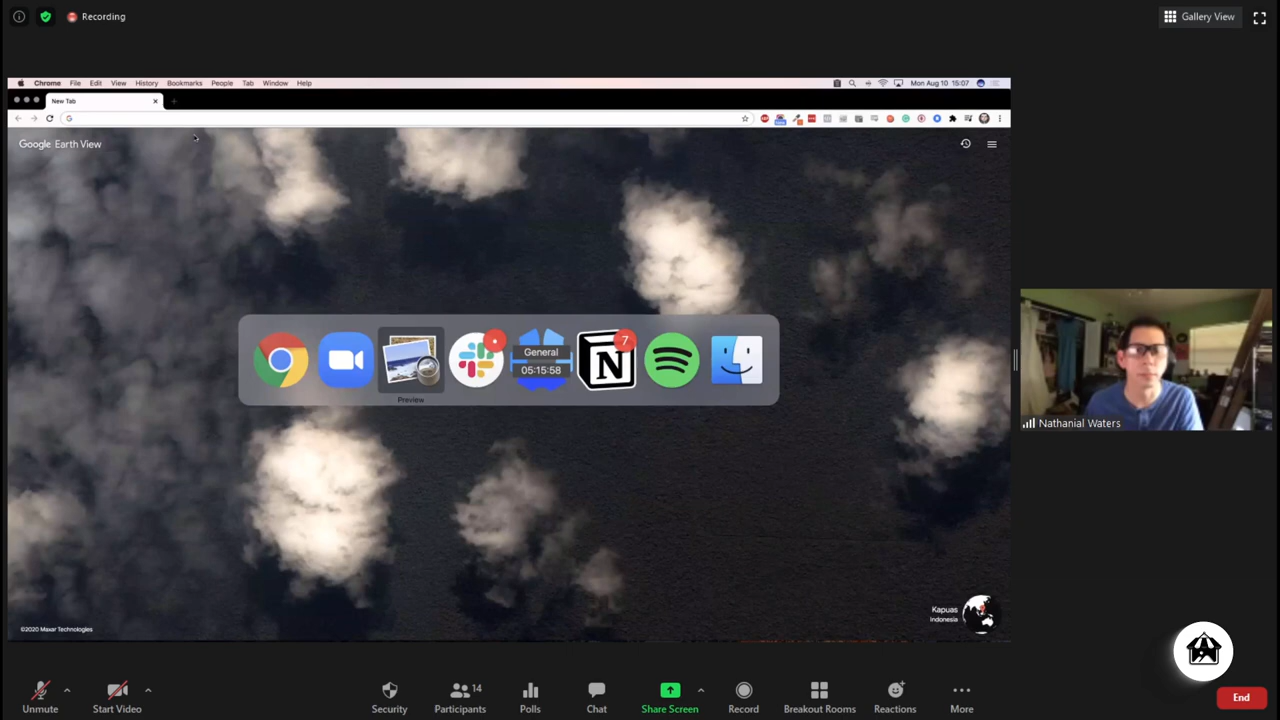 Recording
Gallery View
Chrome File Edit View History Bookmarks People Tab Window Help
Mon Aug 10 15:07
New Tab
Google Earth View
General
05:15:58
N
7
Preview
Nathanial Waters
Kapuas
Indonesia
©2020 Maxar Technologies
14
Unmute
Start Video
Security
Participants
Polls
Chat
Share Screen
Record
Breakout Rooms
Reactions
More
End